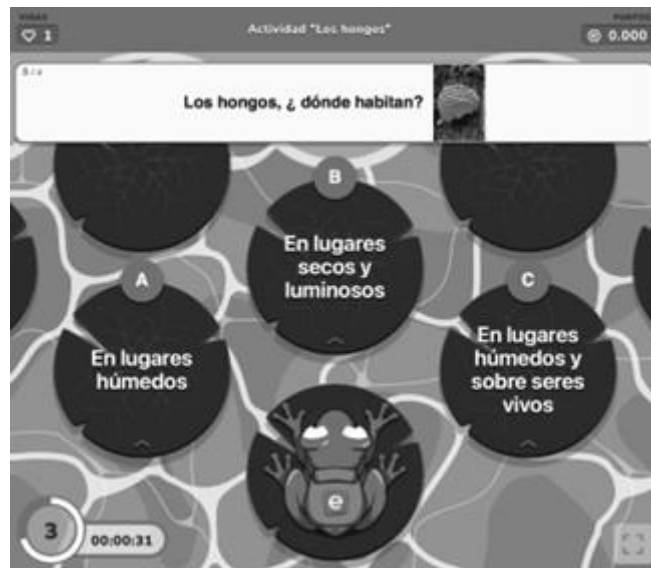 VIDAS
PUNTOS
1
Actividad "Los hongos"
0.000
Los hongos, ¿ dónde habitan?
B
En lugares
secos y
luminosos
A
En lugares
húmedos
C
En lugares
húmedos y
sobre seres
vivos
e
3
00:00:31